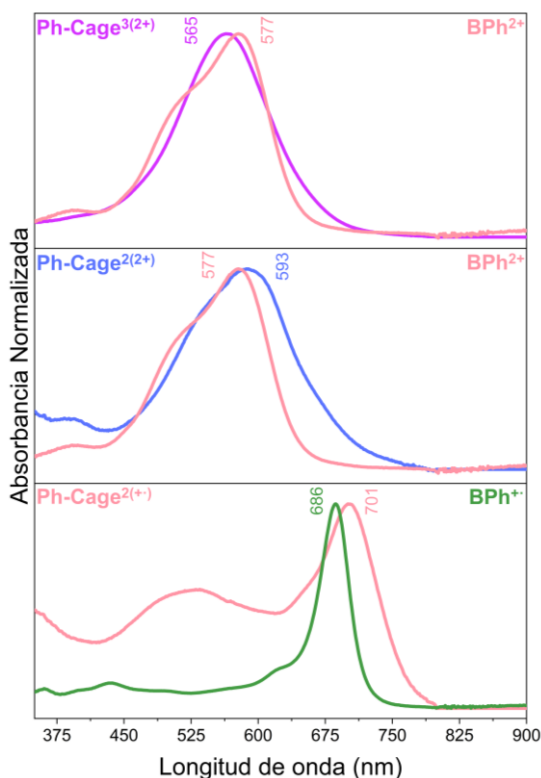 Ph-Cage³⁽²⁺⁾ 565 577 BPh²⁺
Ph-Cage²⁽²⁺⁾ 577 593 BPh²⁺
Ph-Cage²⁽⁺·⁾ 686 701 BPh⁺·
Absorbancia Normalizada
375 450 525 600 675 750 825 900
Longitud de onda (nm)